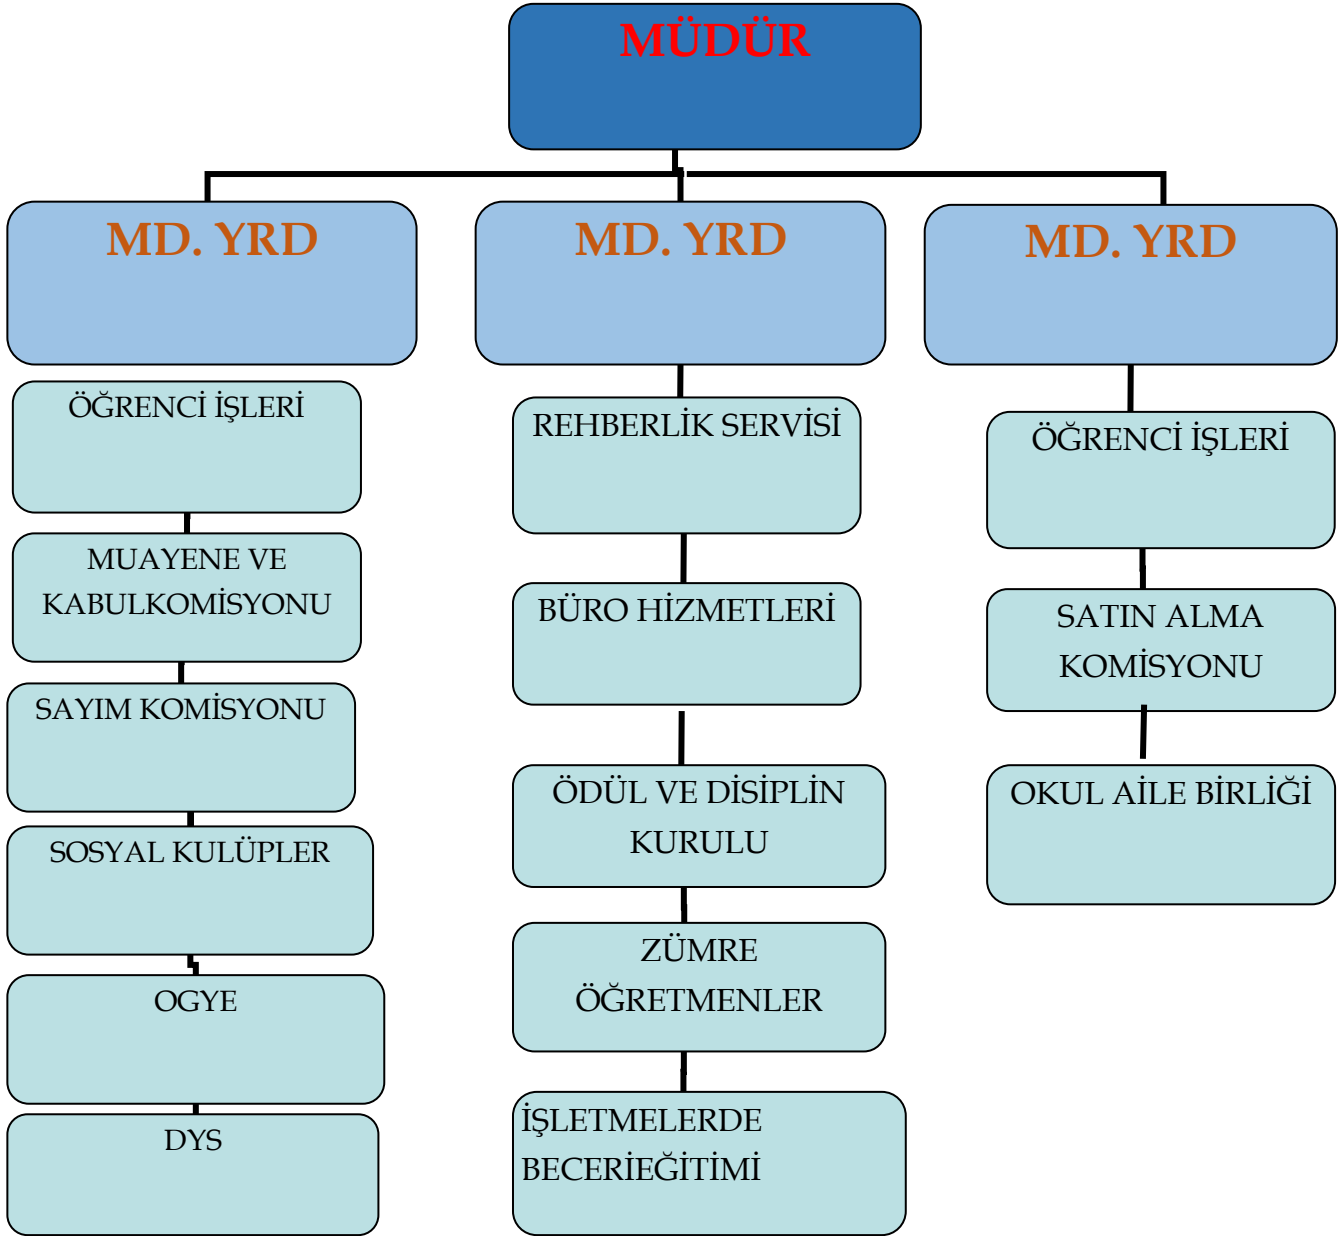 MÜDÜR
MD. YRD
MD. YRD
MD. YRD
ÖĞRENCİ İŞLERİ
MUAYENE VE
KABULKOMİSYONU
SAYIM KOMİSYONU
SOSYAL KULÜPLER
OGYE
DYS
REHBERLİK SERVİSİ
BÜRO HİZMETLERİ
ÖDÜL VE DİSİPLİN
KURULU
ZÜMRE
ÖĞRETMENLER
İŞLETMELERDE
BECERİEĞİTİMİ
ÖĞRENCİ İŞLERİ
SATIN ALMA
KOMİSYONU
OKUL AİLE BİRLİĞİ